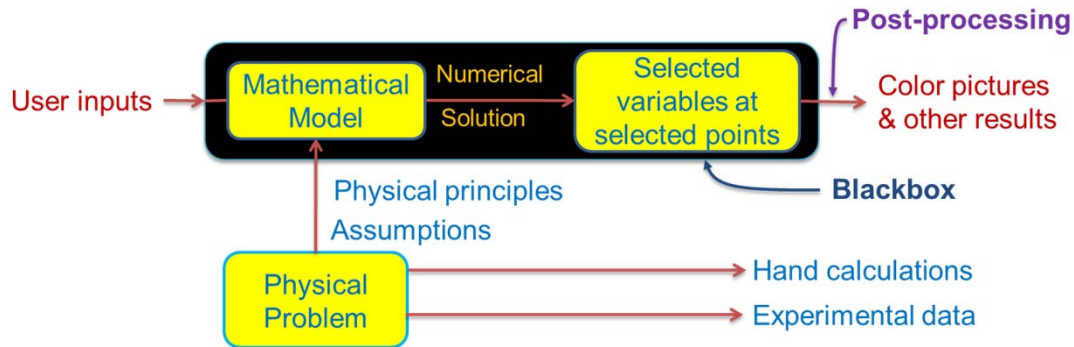 Post-processing
User inputs
Mathematical
Model
Numerical
Solution
Selected
variables at
selected points
Color pictures
& other results
Physical principles
Assumptions
Blackbox
Physical
Problem
Hand calculations
Experimental data